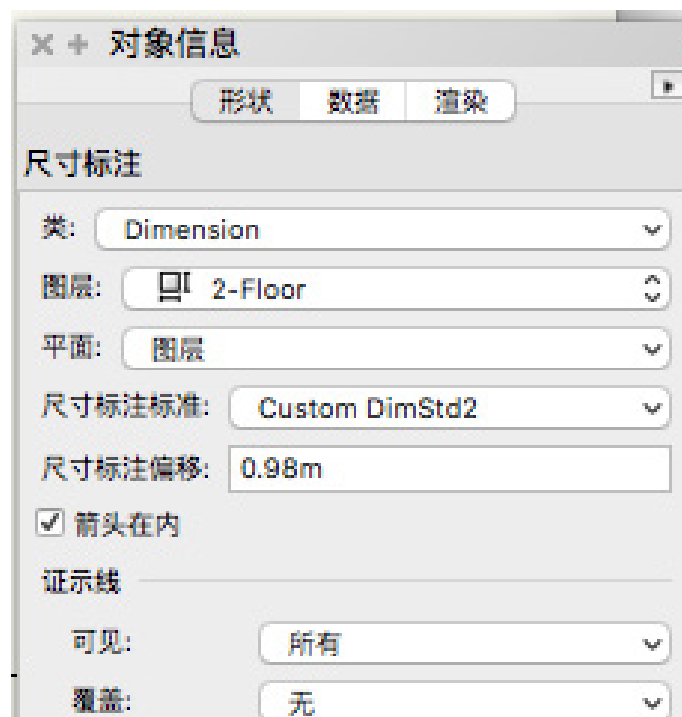 对象信息
形状 数据 渲染
尺寸标注
类: Dimension
图层: 2-Floor
平面: 图层
尺寸标注标准: Custom DimStd2
尺寸标注偏移: 0.98m
箭头在内
证示线
可见: 所有
覆盖: 无